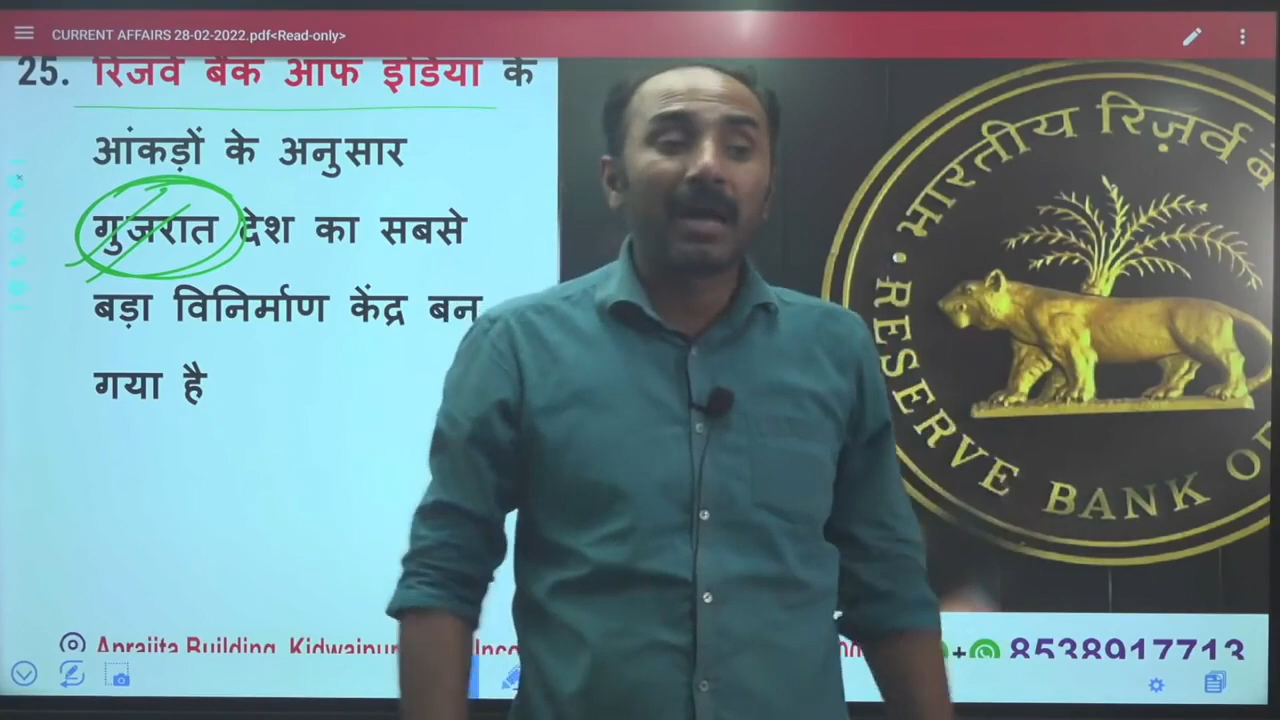 CURRENT AFFAIRS 28-02-2022.pdf<Read-only>
25. रिजर्व बैंक ऑफ इंडिया के
आंकड़ों के अनुसार
गुजरात देश का सबसे
बड़ा विनिर्माण केंद्र बन
गया है
भारतीय रिज़र्व
RESERVE BANK OF
Aprajita Building, Kidwaipur
+ 8538917713